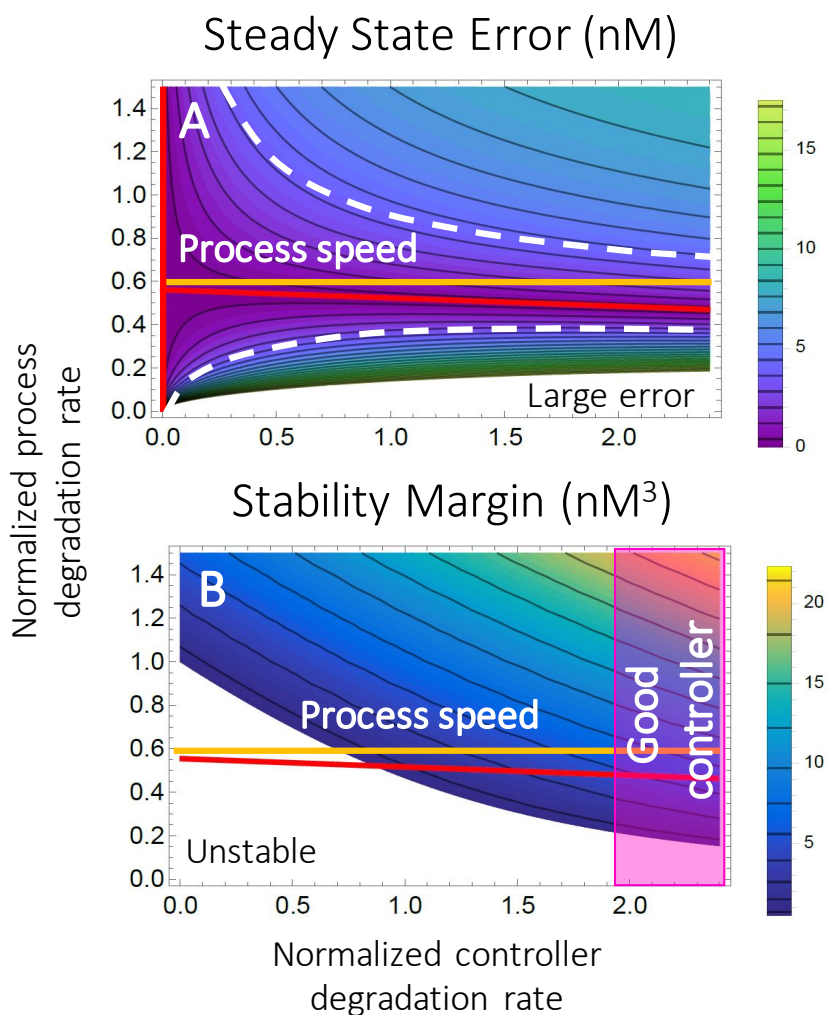 Steady State Error (nM)
A
1.4
1.2
1.0
0.8
0.6
0.4
0.2
0.0
Process speed
Large error
0.0 0.5 1.0 1.5 2.0
15
10
5
0
Normalized process
degradation rate
Stability Margin (nM³)
B
1.4
1.2
1.0
0.8
0.6
0.4
0.2
0.0
Process speed
Good
controller
Unstable
0.0 0.5 1.0 1.5 2.0
20
15
10
5
Normalized controller
degradation rate